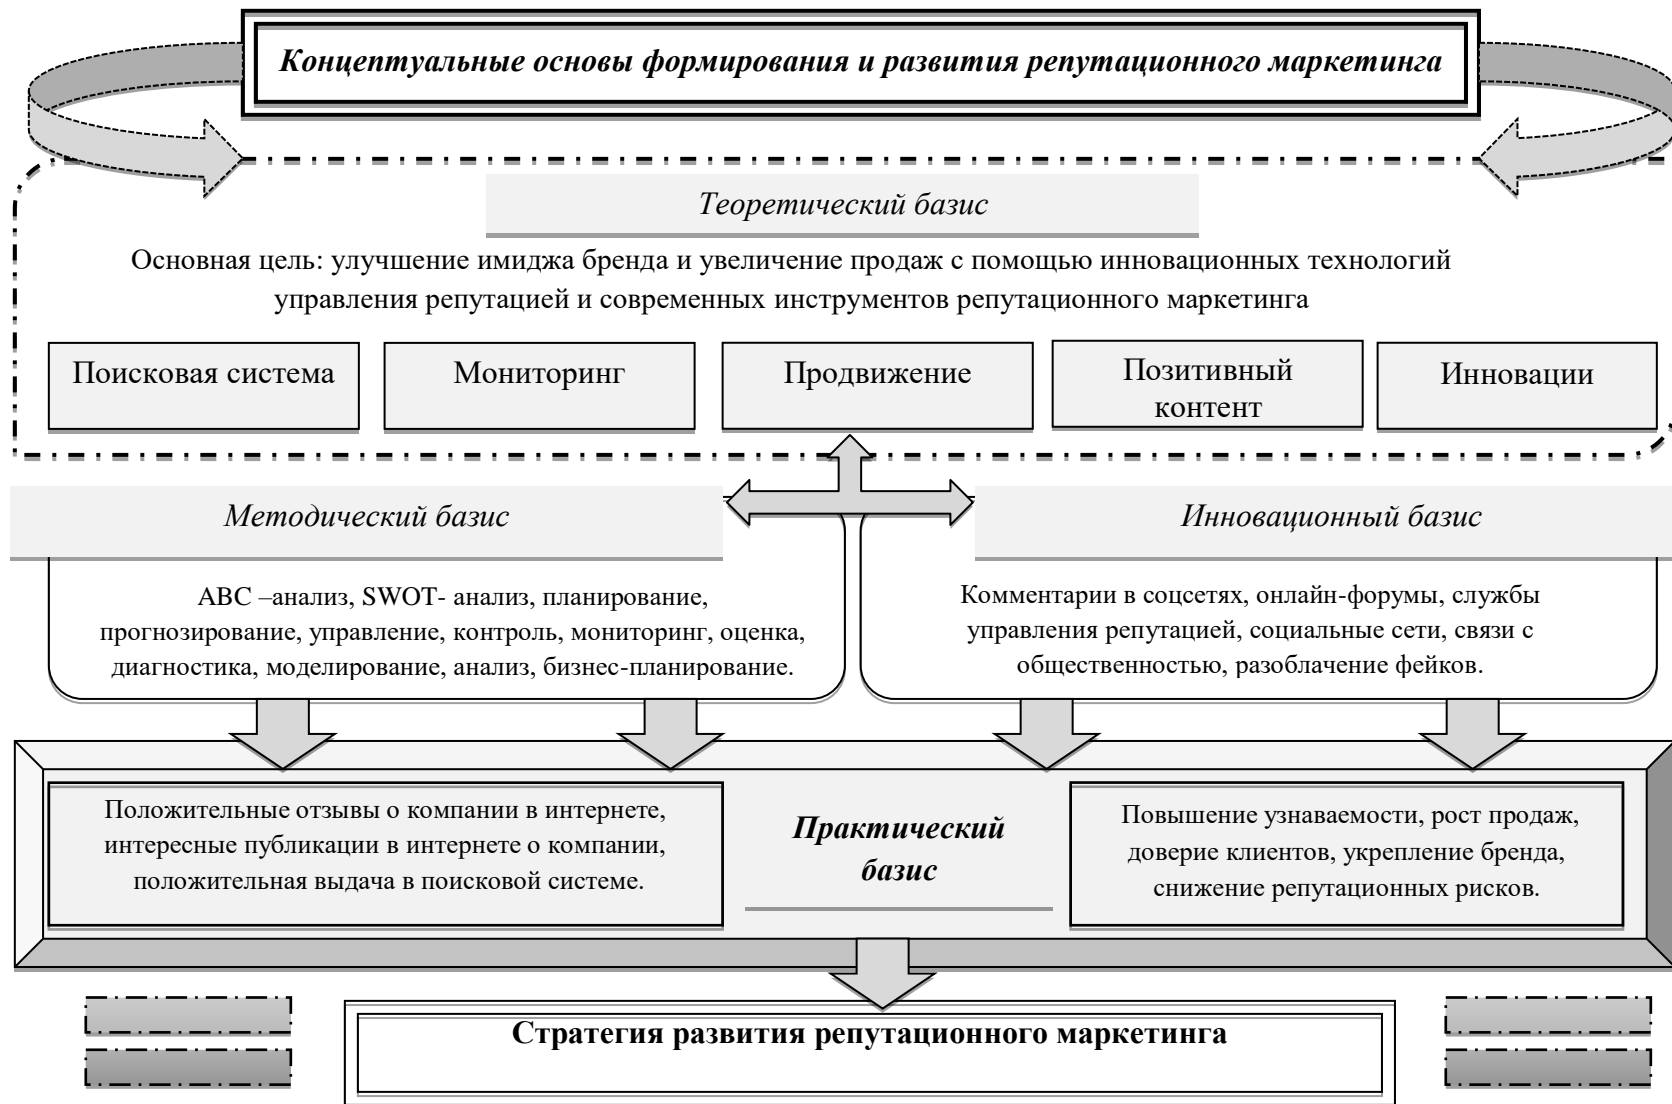 Концептуальные основы формирования и развития репутационного маркетинга
Теоретический базис
Основная цель: улучшение имиджа бренда и увеличение продаж с помощью инновационных технологий
управления репутацией и современных инструментов репутационного маркетинга
Поисковая система
Мониторинг
Продвижение
Позитивный
контент
Инновации
Методический базис
АВС –анализ, SWOT- анализ, планирование,
прогнозирование, управление, контроль, мониторинг, оценка,
диагностика, моделирование, анализ, бизнес-планирование.
Инновационный базис
Комментарии в соцсетях, онлайн-форумы, службы
управления репутацией, социальные сети, связи с
общественностью, разоблачение фейков.
Положительные отзывы о компании в интернете,
интересные публикации в интернете о компании,
положительная выдача в поисковой системе.
Практический
базис
Повышение узнаваемости, рост продаж,
доверие клиентов, укрепление бренда,
снижение репутационных рисков.
Стратегия развития репутационного маркетинга